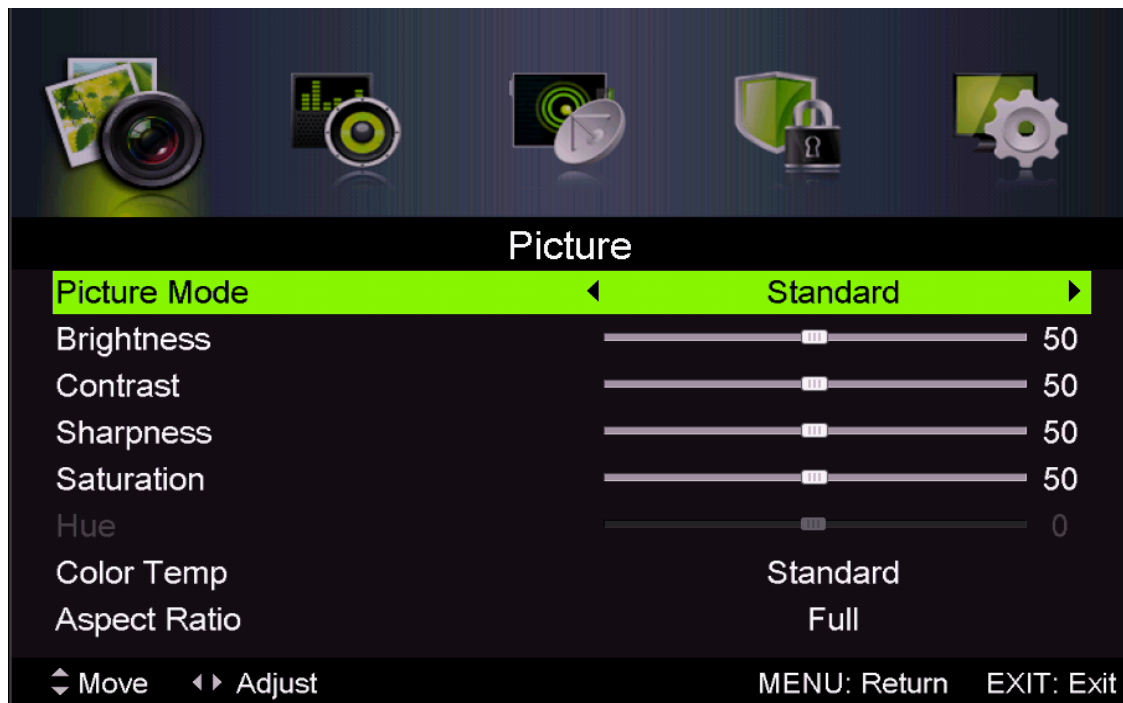 Picture
Picture Mode Standard
Brightness 50
Contrast 50
Sharpness 50
Saturation 50
Hue 0
Color Temp Standard
Aspect Ratio Full
Move Adjust MENU: Return EXIT: Exit